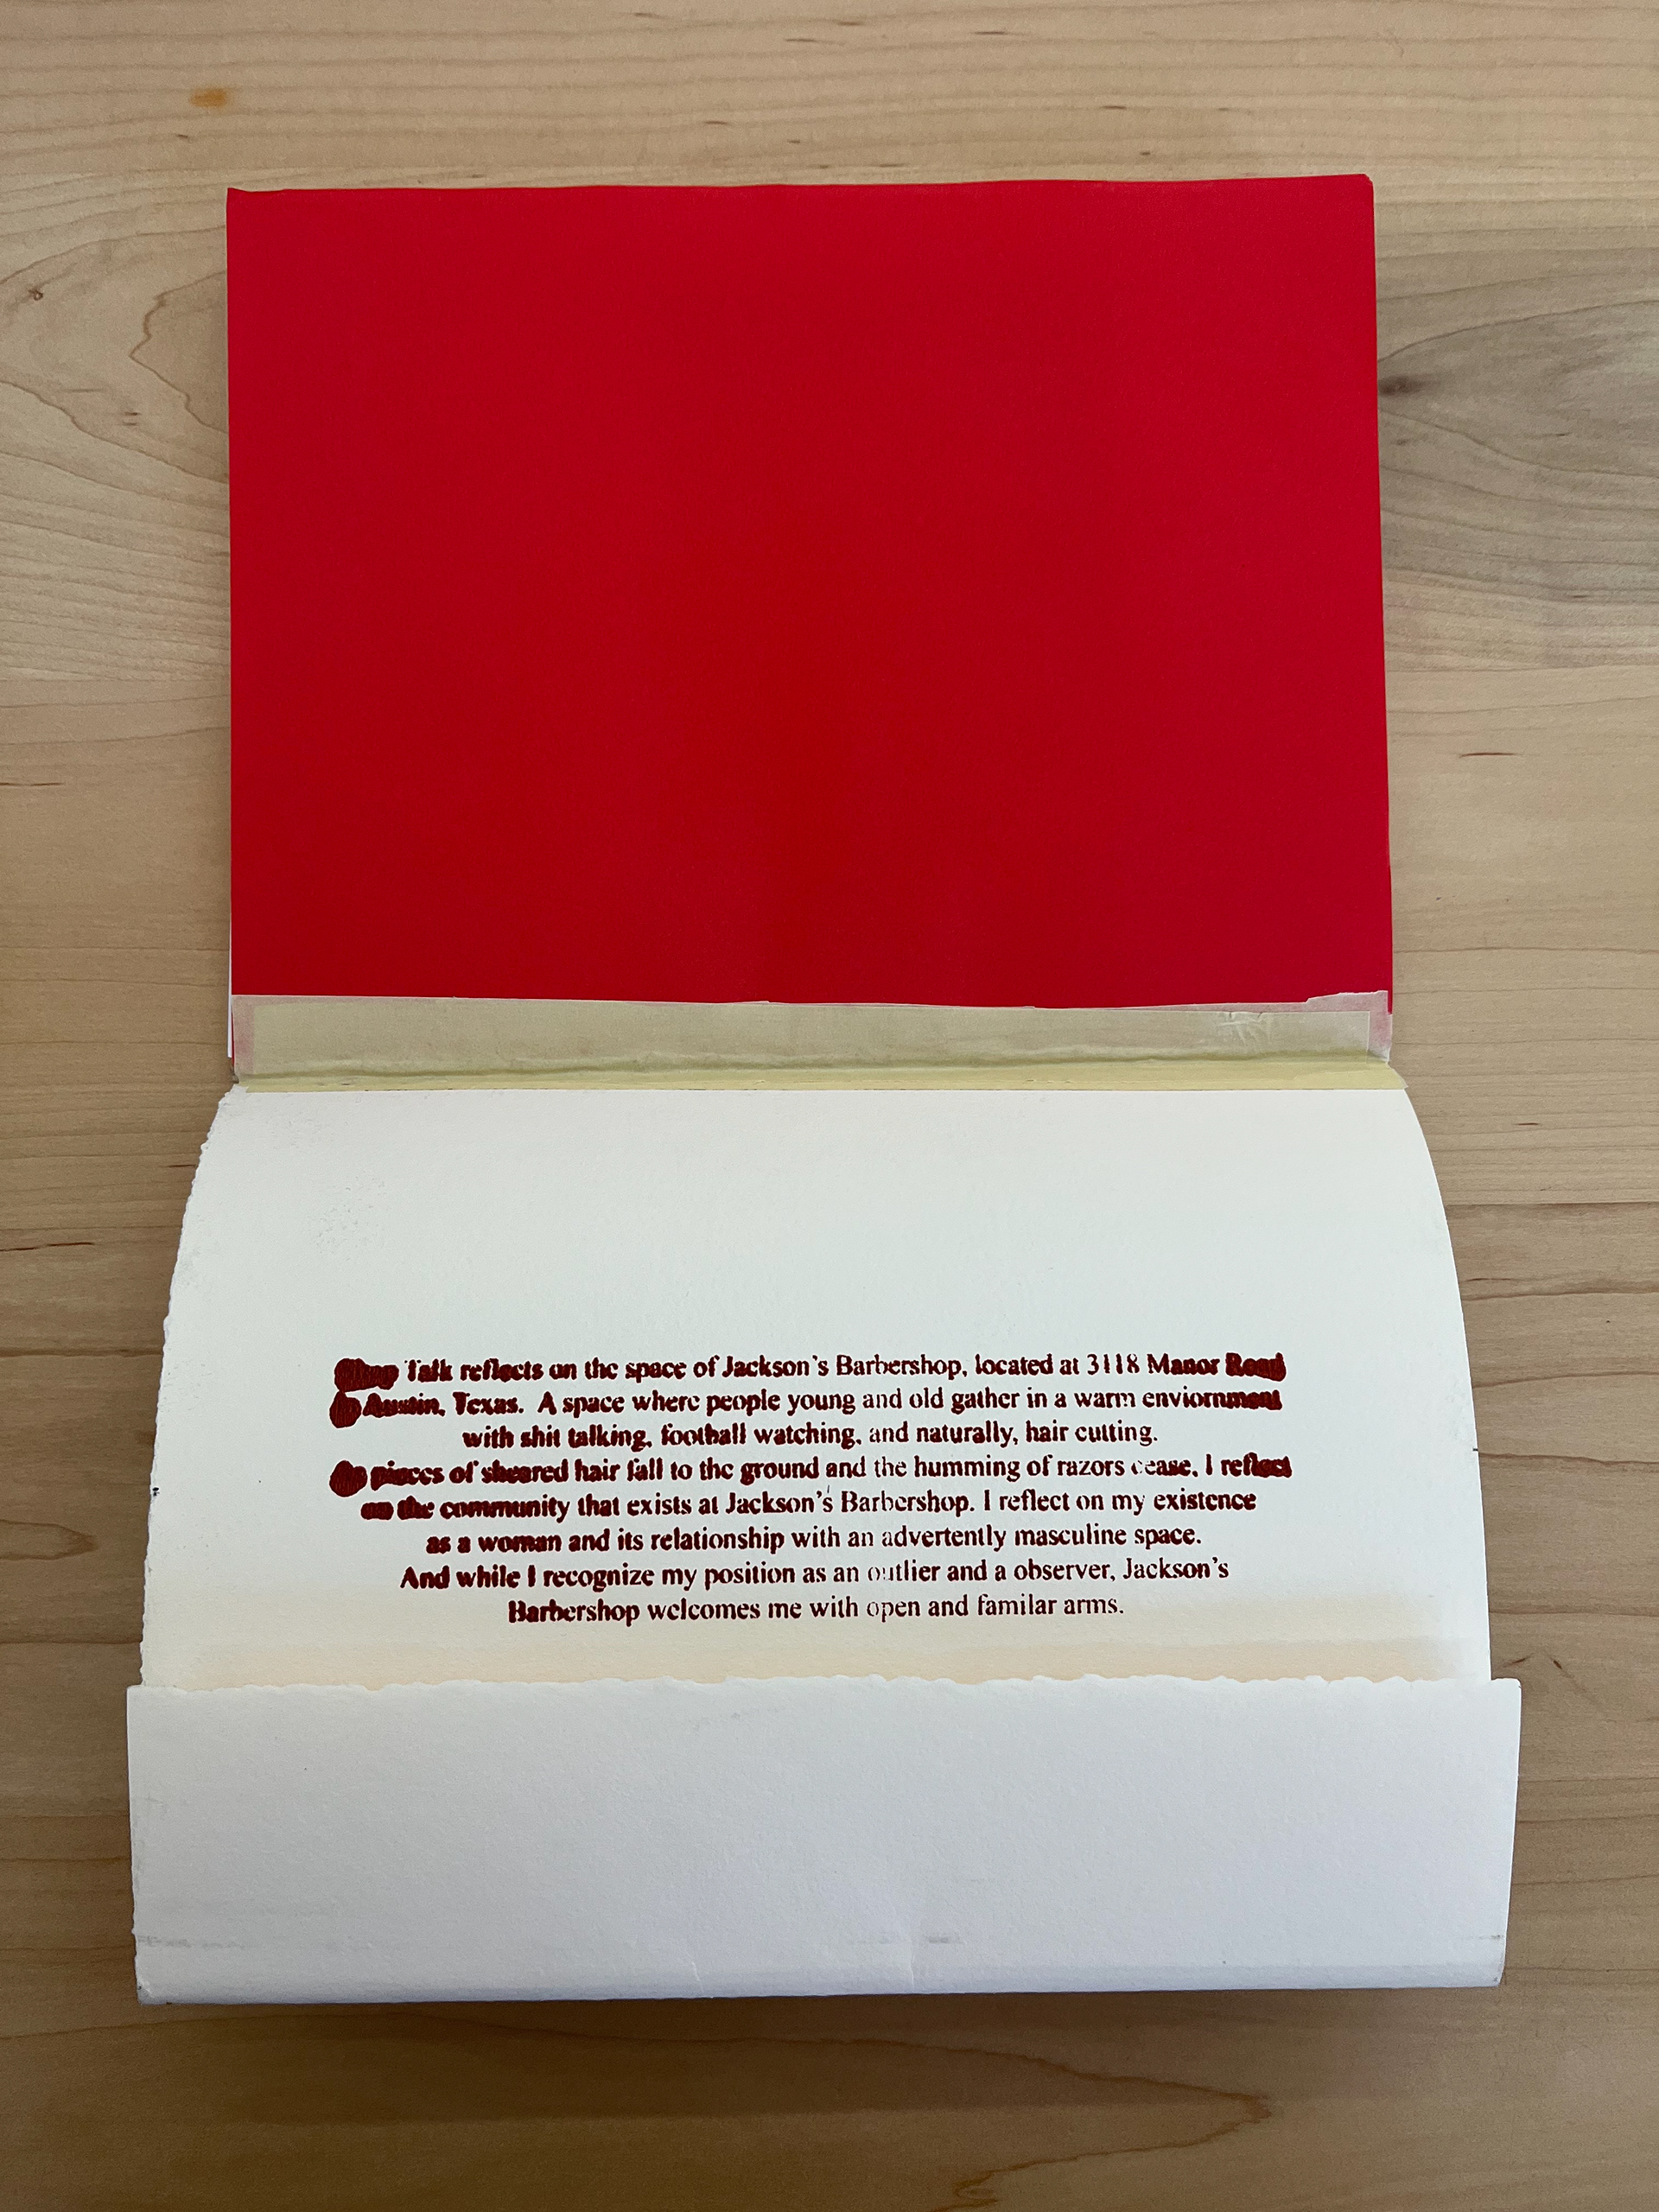 Shop Talk reflects on the space of Jackson's Barbershop, located at 3118 Manor Road
in Austin, Texas. A space where people young and old gather in a warm enviornment
with shit talking, football watching, and naturally, hair cutting.
As pieces of sheared hair fall to the ground and the humming of razors cease, I reflect
on the community that exists at Jackson's Barbershop. I reflect on my existence
as a woman and its relationship with an advertently masculine space.
And while I recognize my position as an outlier and a observer, Jackson's
Barbershop welcomes me with open and familar arms.